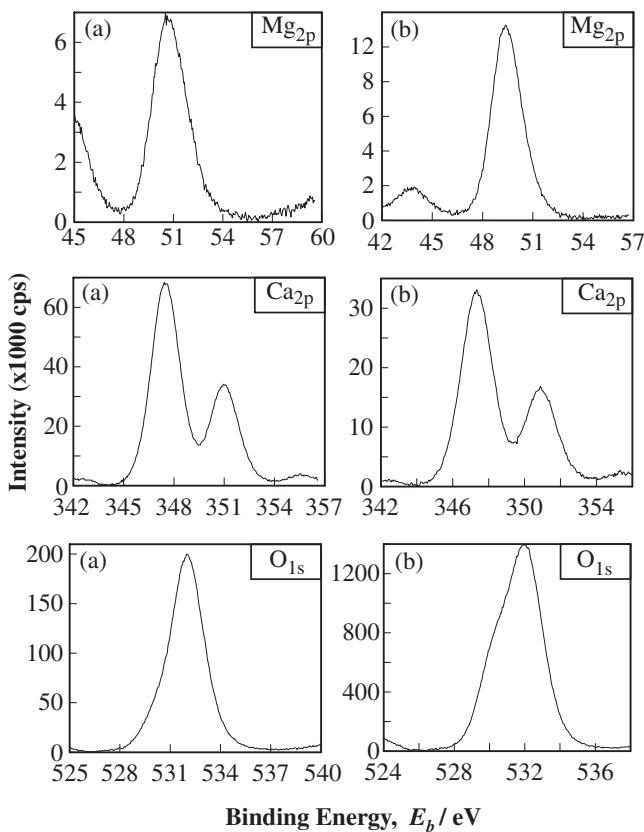 (a) Mg2p
6
4
2
0
45 48 51 54 57 60
(b) Mg2p
12
9
6
3
2
0
42 45 48 51 54 57
Intensity (x1000 cps)
(a) Ca2p
60
40
20
0
342 345 348 351 354 357
(b) Ca2p
30
20
10
0
342 346 350 354
(a) O1s
200
150
100
50
0
525 528 531 534 537 540
(b) O1s
1200
800
400
0
524 528 532 536
Binding Energy, Eb / eV